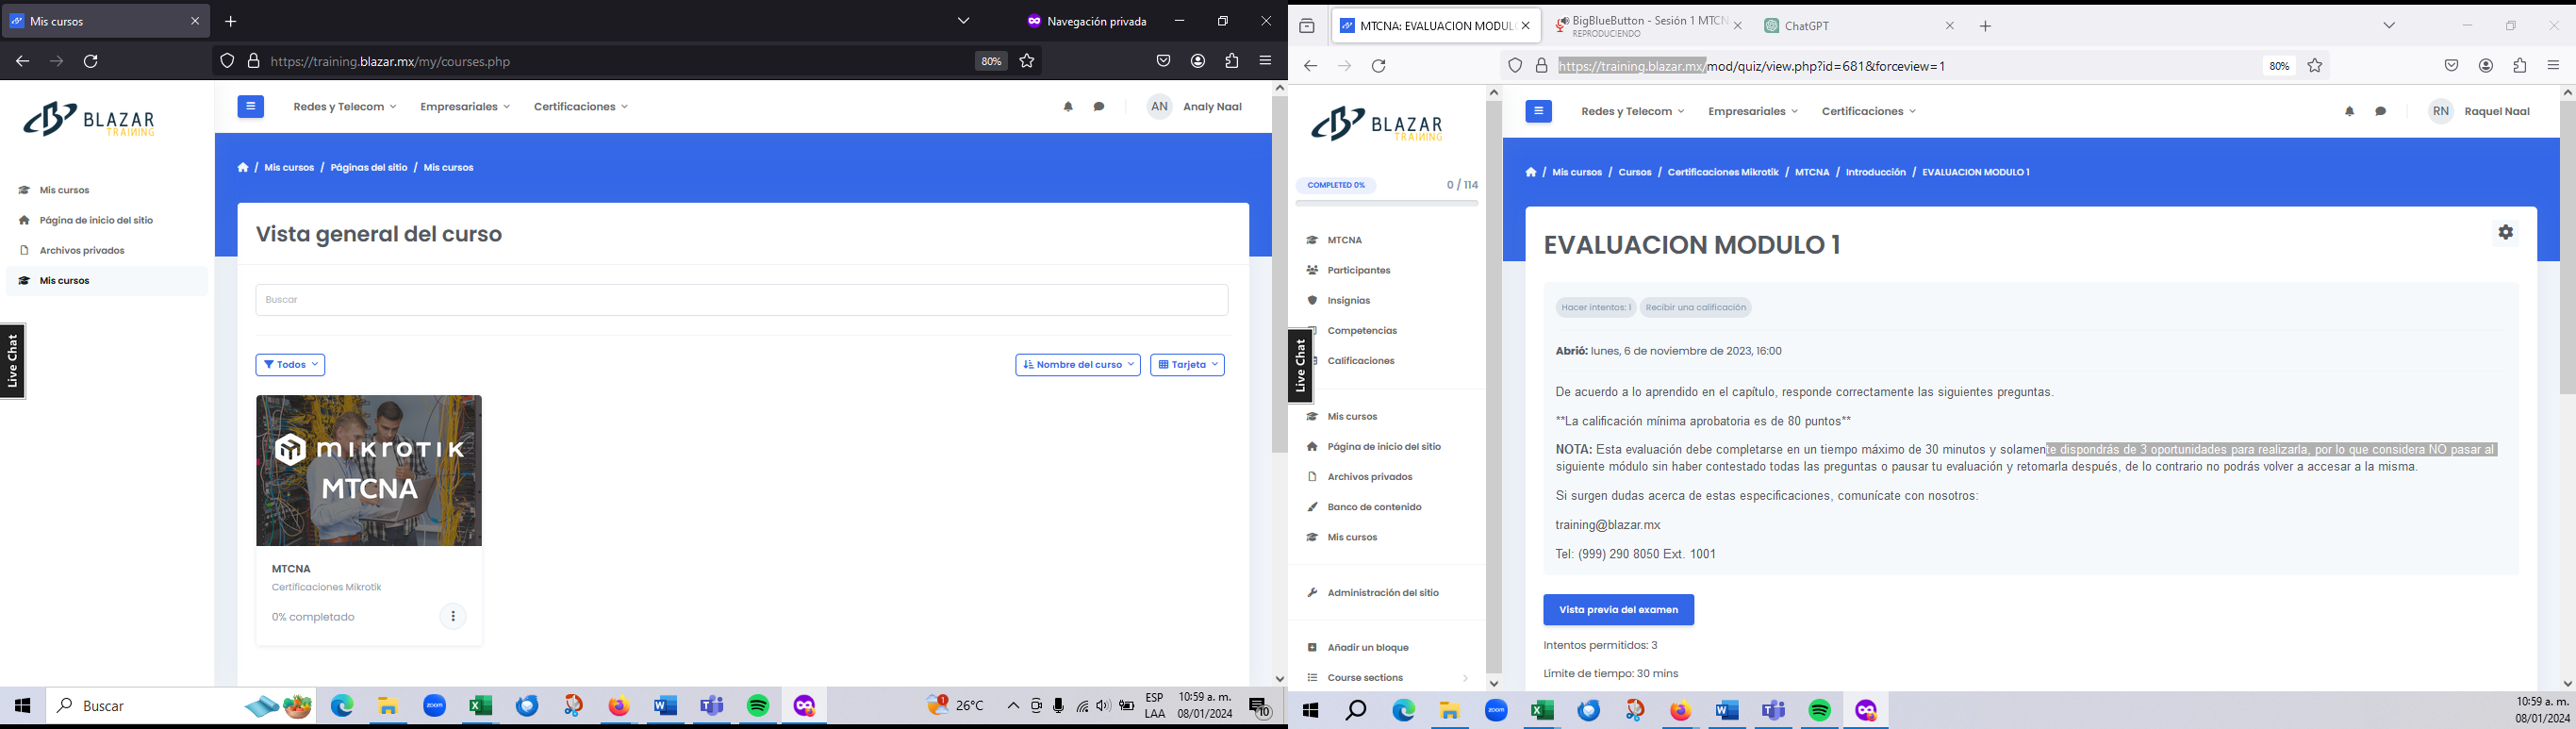 Mis cursos
Navegación privada
https://training.blazar.mx/my/courses.php
80%
BLAZAR
TRAINING
Redes y Telecom
Empresariales
Certificaciones
AN
Analy Naal
Mis cursos
Página de inicio del sitio
Archivos privados
Mis cursos
/ Mis cursos / Páginas del sitio / Mis cursos
Vista general del curso
Buscar
Todos
Nombre del curso
Tarjeta
MikroTik
MTCNA
MTCNA
Certificaciones Mikrotik
0% completado
Live Chat
Buscar
zoom
1
26°C
ESP
LAA
10:59 a. m.
08/01/2024
10
MTCNA: EVALUACION MODUL
BigBlueButton - Sesión 1 MTCN
REPRODUCIENDO
ChatGPT
https://training.blazar.mx/mod/quiz/view.php?id=681&forceview=1
80%
BLAZAR
TRAINING
Redes y Telecom
Empresariales
Certificaciones
RN
Raquel Naal
COMPLETED 0%
0 / 114
MTCNA
Participantes
Insignias
Competencias
Calificaciones
Mis cursos
Página de inicio del sitio
Archivos privados
Banco de contenido
Mis cursos
Administración del sitio
Añadir un bloque
Course sections
Live Chat
/ Mis cursos / Cursos / Certificaciones Mikrotik / MTCNA / Introducción / EVALUACION MODULO 1
EVALUACION MODULO 1
Hacer intentos: 1
Recibir una calificación
Abrió: lunes, 6 de noviembre de 2023, 16:00
De acuerdo a lo aprendido en el capítulo, responde correctamente las siguientes preguntas.
**La calificación mínima aprobatoria es de 80 puntos**
NOTA: Esta evaluación debe completarse en un tiempo máximo de 30 minutos y solamente dispondrás de 3 oportunidades para realizarla, por lo que considera NO pasar al
siguiente módulo sin haber contestado todas las preguntas o pausar tu evaluación y retomarla después, de lo contrario no podrás volver a accesar a la misma.
Si surgen dudas acerca de estas especificaciones, comunícate con nosotros:
training@blazar.mx
Tel: (999) 290 8050 Ext. 1001
Vista previa del examen
Intentos permitidos: 3
Límite de tiempo: 30 mins
zoom
10:59 a. m.
08/01/2024